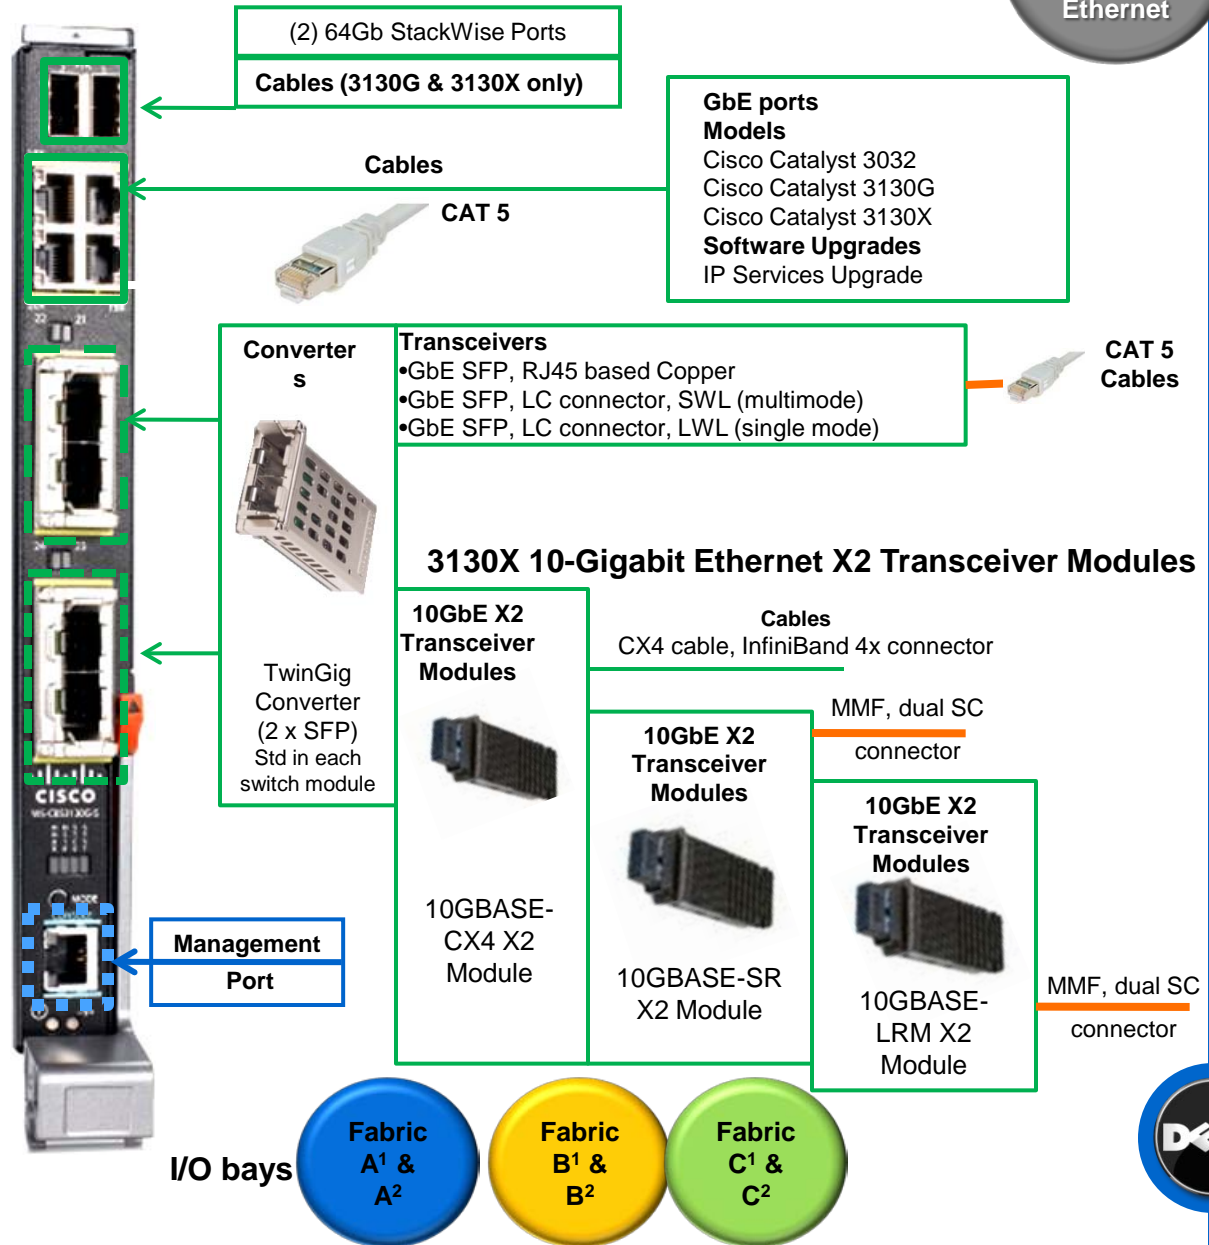 Ethernet
(2) 64Gb StackWise Ports
Cables (3130G & 3130X only)
GbE ports
Models
Cisco Catalyst 3032
Cisco Catalyst 3130G
Cisco Catalyst 3130X
Software Upgrades
IP Services Upgrade
Cables
CAT 5
22 21
Converter
s
Transceivers
•GbE SFP, RJ45 based Copper
•GbE SFP, LC connector, SWL (multimode)
•GbE SFP, LC connector, LWL (single mode)
CAT 5
Cables
TwinGig
Converter
(2 x SFP)
Std in each
switch module
3130X 10-Gigabit Ethernet X2 Transceiver Modules
10GbE X2
Transceiver
Modules
10GBASE-
CX4 X2
Module
Cables
CX4 cable, InfiniBand 4x connector
10GbE X2
Transceiver
Modules
10GBASE-SR
X2 Module
MMF, dual SC
connector
10GbE X2
Transceiver
Modules
10GBASE-
LRM X2
Module
MMF, dual SC
connector
CISCO
WS-CBS3130G-S
MODE
Management
Port
I/O bays
Fabric
A¹ &
A²
Fabric
B¹ &
B²
Fabric
C¹ &
C²